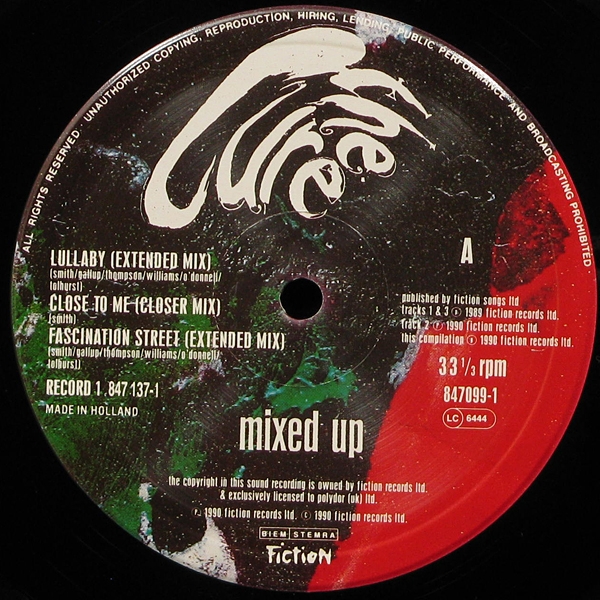 ALL RIGHTS RESERVED · UNAUTHORIZED COPYING, REPRODUCTION, HIRING, LENDING, PUBLIC PERFORMANCE AND BROADCASTING PROHIBITED
The Cure
A
LULLABY (EXTENDED MIX)
(smith/gallup/thompson/williams/o'donnell/
tolhurst)
CLOSE TO ME (CLOSER MIX)
(smith)
FASCINATION STREET (EXTENDED MIX)
(smith/gallup/thompson/williams/o'donnell/
tolhurst)
RECORD 1 847 137-1
MADE IN HOLLAND
published by fiction songs ltd
tracks 1 & 3 ℗ 1989 fiction records ltd.
track 2 ℗ 1990 fiction records ltd.
this compilation ℗ 1990 fiction records ltd.
33 1/3 rpm
847099-1
LC 6444
mixed up
the copyright in this sound recording is owned by fiction records ltd.
& exclusively licensed to polydor (uk) ltd.
℗ 1990 fiction records ltd. © 1990 fiction records ltd.
BIEM STEMRA
Fiction